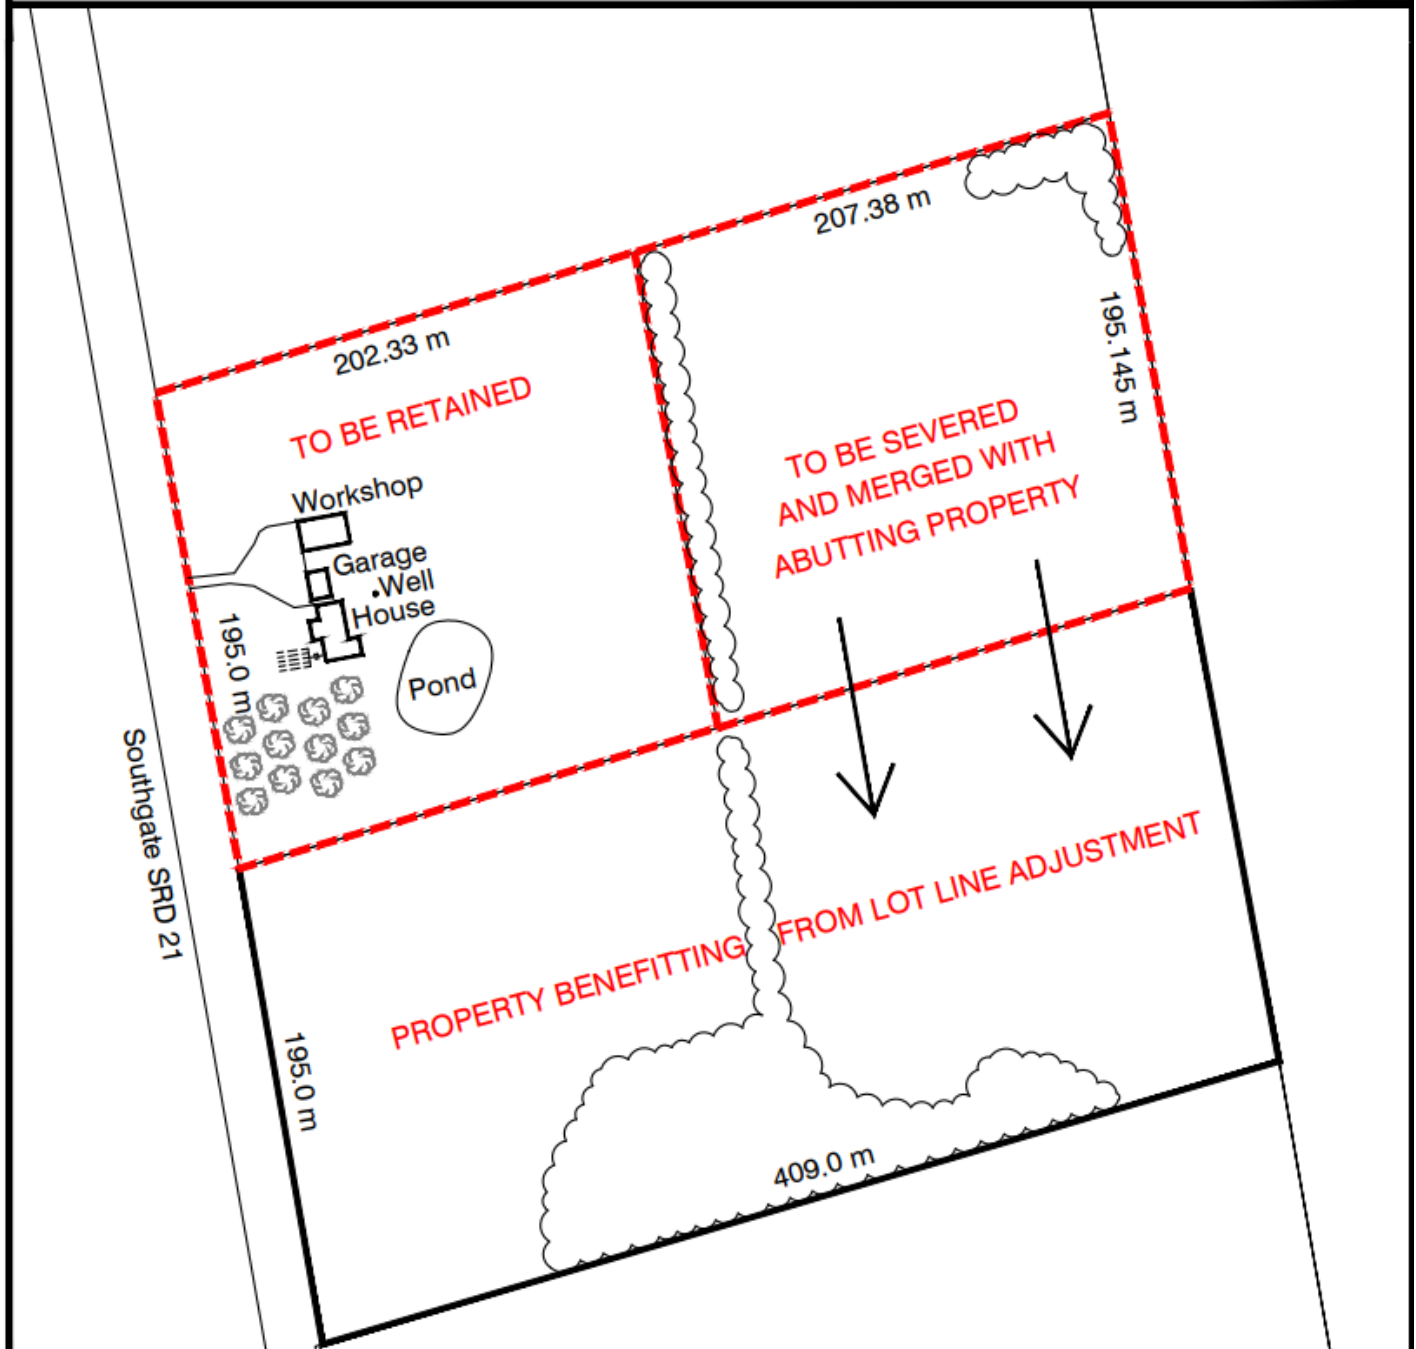 207.38 m
202.33 m
195.145 m
TO BE RETAINED
TO BE SEVERED
AND MERGED WITH
ABUTTING PROPERTY
Workshop
Garage
Well
House
195.0 m
Pond
Southgate SRD 21
PROPERTY BENEFITTING FROM LOT LINE ADJUSTMENT
195.0 m
409.0 m